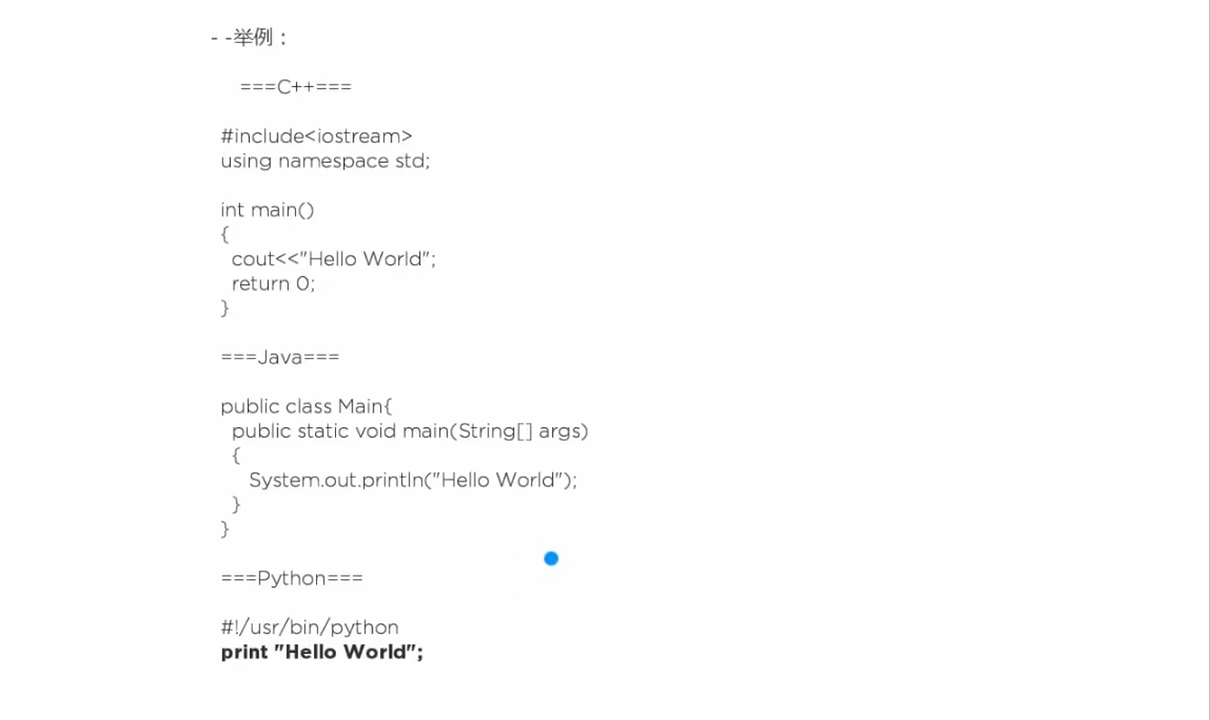 - -举例：
===C++===
#include<iostream>
using namespace std;
int main()
{
cout<<"Hello World";
return 0;
}
===Java===
public class Main{
public static void main(String[] args)
{
System.out.println("Hello World");
}
}
===Python===
#!/usr/bin/python
print "Hello World";